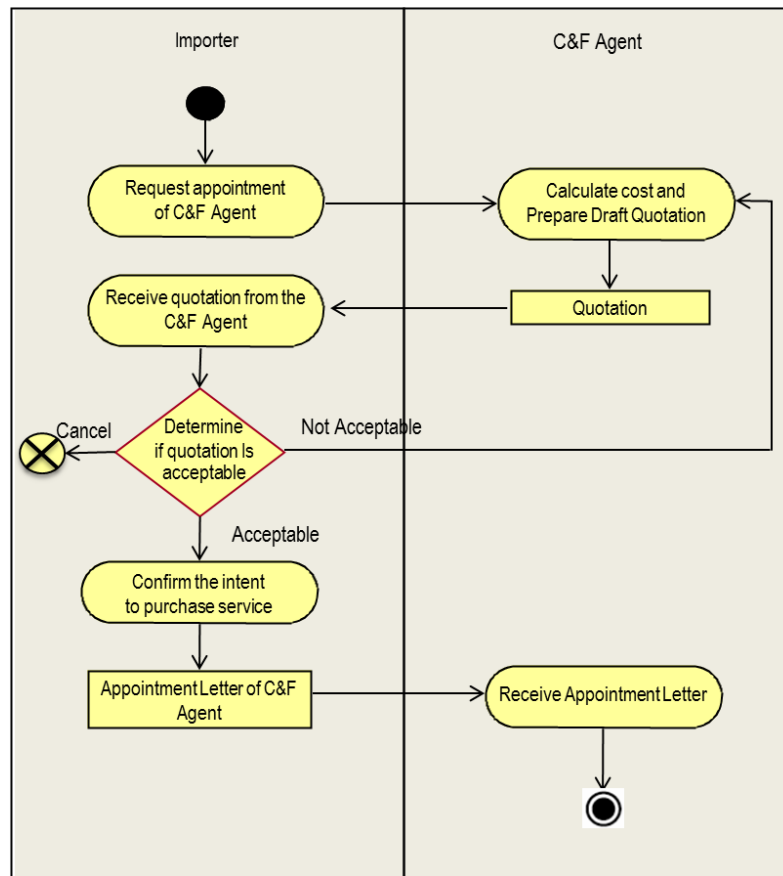 Importer
C&F Agent
Request appointment
of C&F Agent
Calculate cost and
Prepare Draft Quotation
Receive quotation from the
C&F Agent
Quotation
Cancel
Determine
if quotation Is
acceptable
Not Acceptable
Acceptable
Confirm the intent
to purchase service
Appointment Letter of C&F
Agent
Receive Appointment Letter